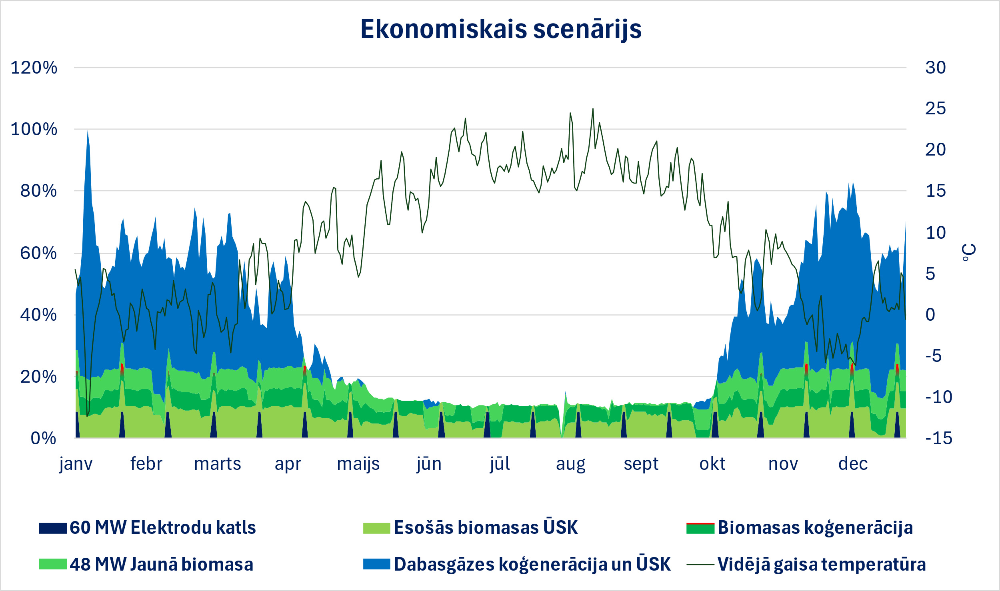 Ekonomiskais scenārijs
120% 30
25
100% 20
80% 15
60% 10
5
40% 0
-5
20% -10
0% -15
°C
janv febr marts apr maijs jūn jūl aug sept okt nov dec
60 MW Elektrodu katls Esošās biomasas ŪSK Biomasas koģenerācija
48 MW Jaunā biomasa Dabasgāzes koģenerācija un ŪSK Vidējā gaisa temperatūra